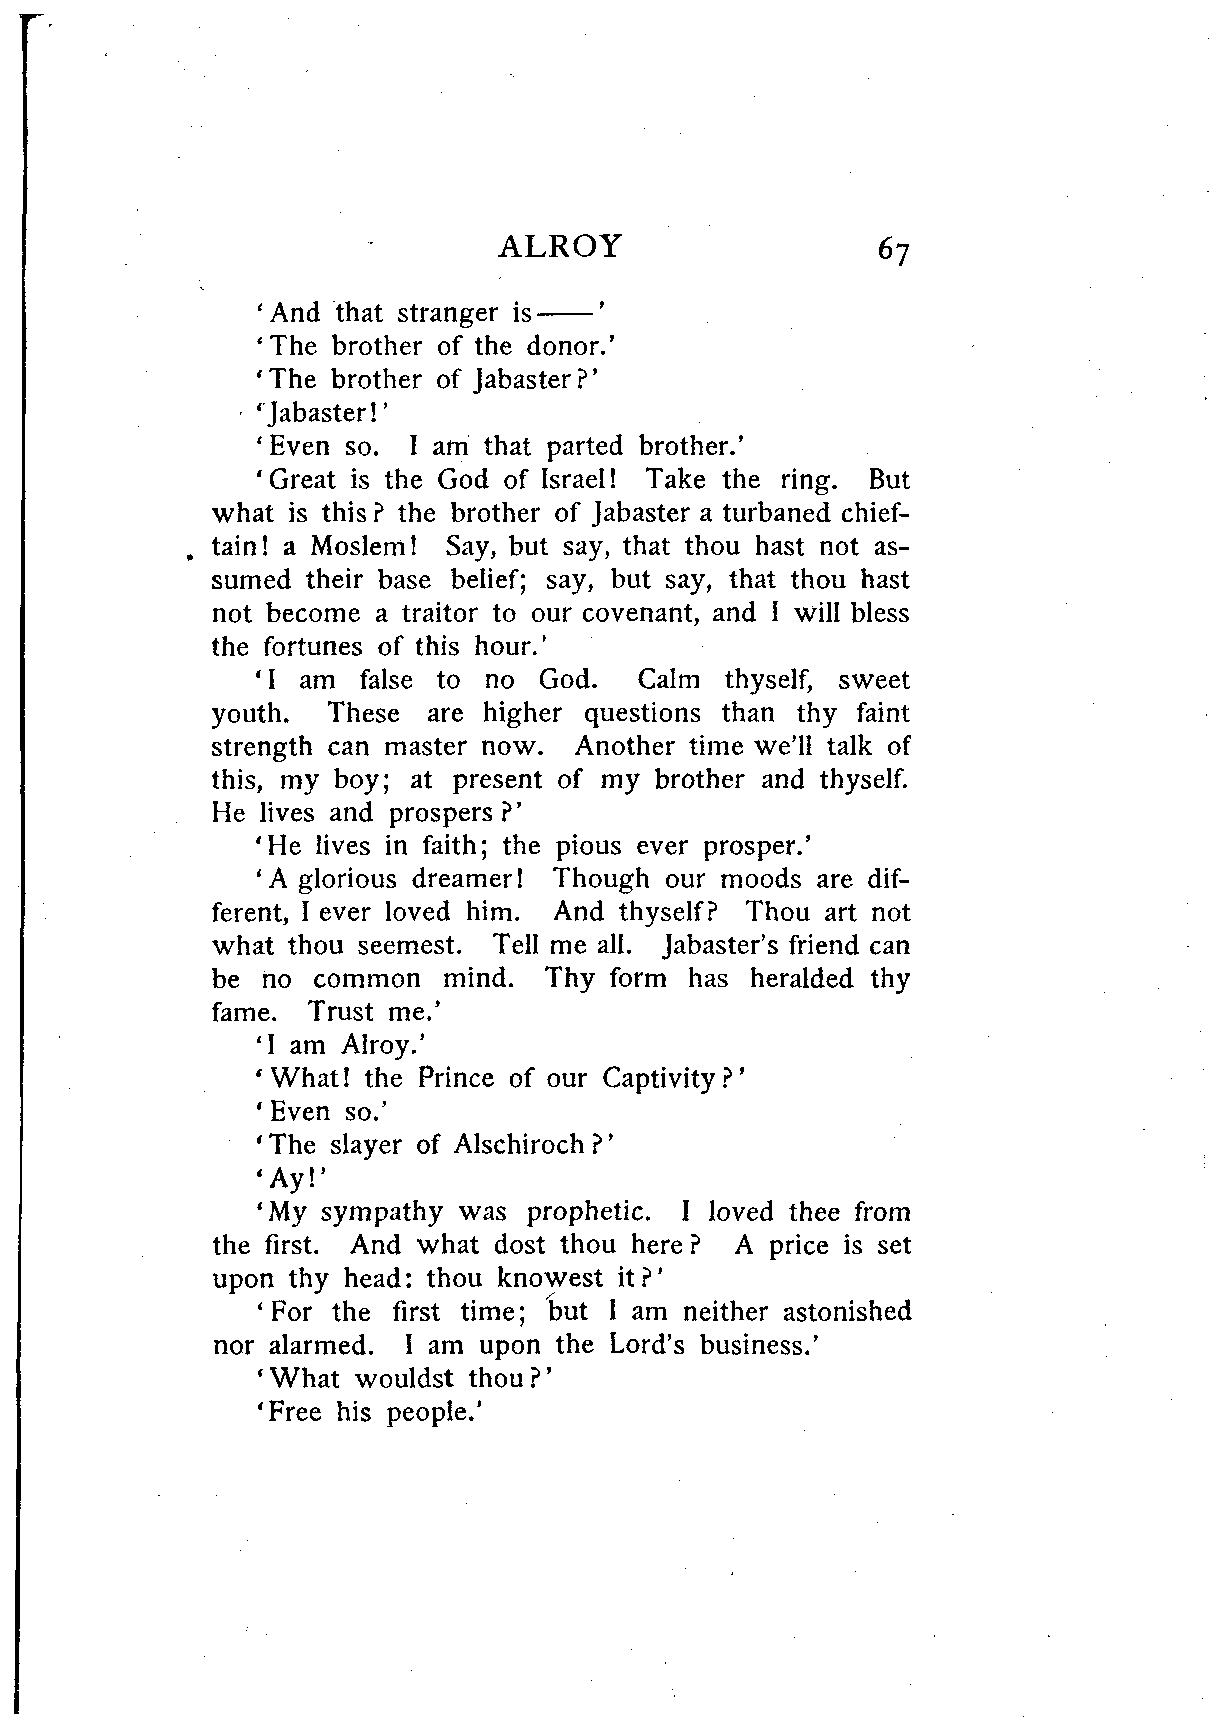 ALROY 67
‘And that stranger is——’
‘The brother of the donor.’
‘The brother of Jabaster?’
‘Jabaster!’
‘Even so. I am that parted brother.’
‘Great is the God of Israel! Take the ring. But
what is this? the brother of Jabaster a turbaned chief-
tain! a Moslem! Say, but say, that thou hast not as-
sumed their base belief; say, but say, that thou hast
not become a traitor to our covenant, and I will bless
the fortunes of this hour.’
‘I am false to no God. Calm thyself, sweet
youth. These are higher questions than thy faint
strength can master now. Another time we’ll talk of
this, my boy; at present of my brother and thyself.
He lives and prospers?’
‘He lives in faith; the pious ever prosper.’
‘A glorious dreamer! Though our moods are dif-
ferent, I ever loved him. And thyself? Thou art not
what thou seemest. Tell me all. Jabaster’s friend can
be no common mind. Thy form has heralded thy
fame. Trust me.’
‘I am Alroy.’
‘What! the Prince of our Captivity?’
‘Even so.’
‘The slayer of Alschiroch?’
‘Ay!’
‘My sympathy was prophetic. I loved thee from
the first. And what dost thou here? A price is set
upon thy head: thou knowest it?’
‘For the first time; but I am neither astonished
nor alarmed. I am upon the Lord’s business.’
‘What wouldst thou?’
‘Free his people.’